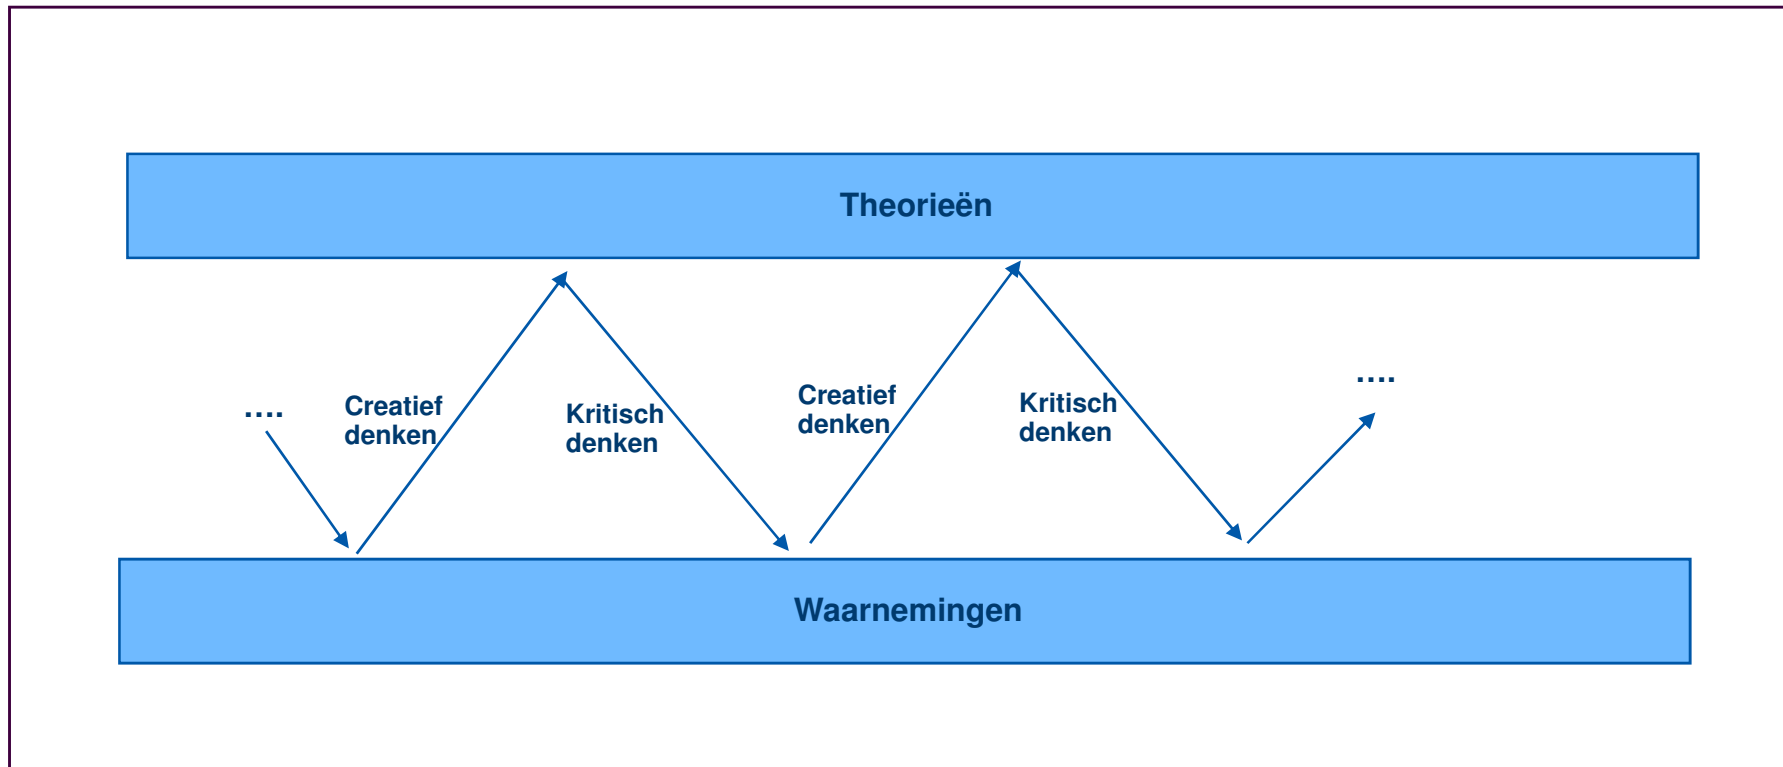 Theorieën
....
Creatief
denken
Kritisch
denken
Creatief
denken
Kritisch
denken
....
Waarnemingen